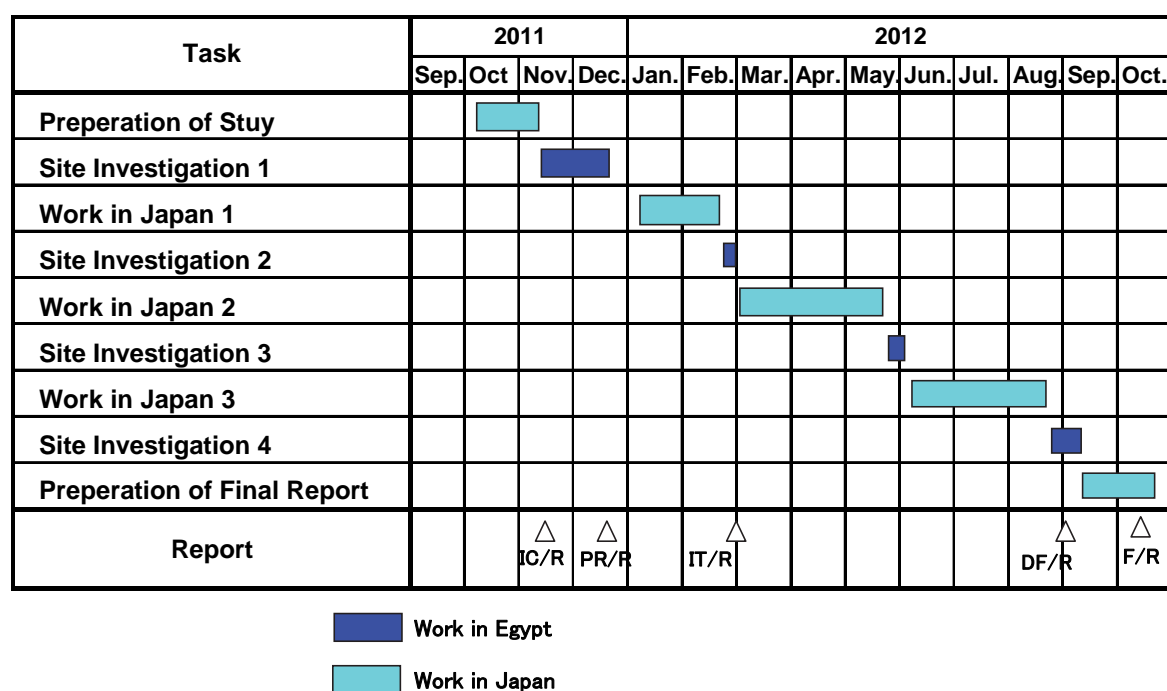 Task
2011
2012
Sep. Oct Nov. Dec. Jan. Feb. Mar. Apr. May. Jun. Jul. Aug. Sep. Oct.
Preperation of Stuy
Site Investigation 1
Work in Japan 1
Site Investigation 2
Work in Japan 2
Site Investigation 3
Work in Japan 3
Site Investigation 4
Preperation of Final Report
Report
IC/R PR/R IT/R DF/R F/R
Work in Egypt
Work in Japan